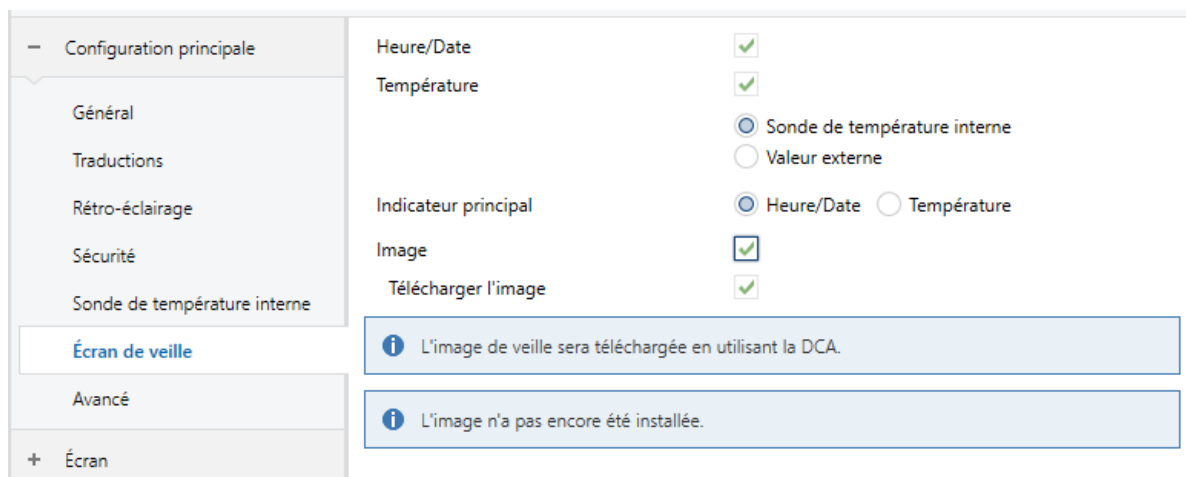 Configuration principale
Général
Traductions
Rétro-éclairage
Sécurité
Sonde de température interne
Écran de veille
Avancé
Écran
Heure/Date
Température
Sonde de température interne
Valeur externe
Indicateur principal Heure/Date Température
Image
Télécharger l'image
L'image de veille sera téléchargée en utilisant la DCA.
L'image n'a pas encore été installée.